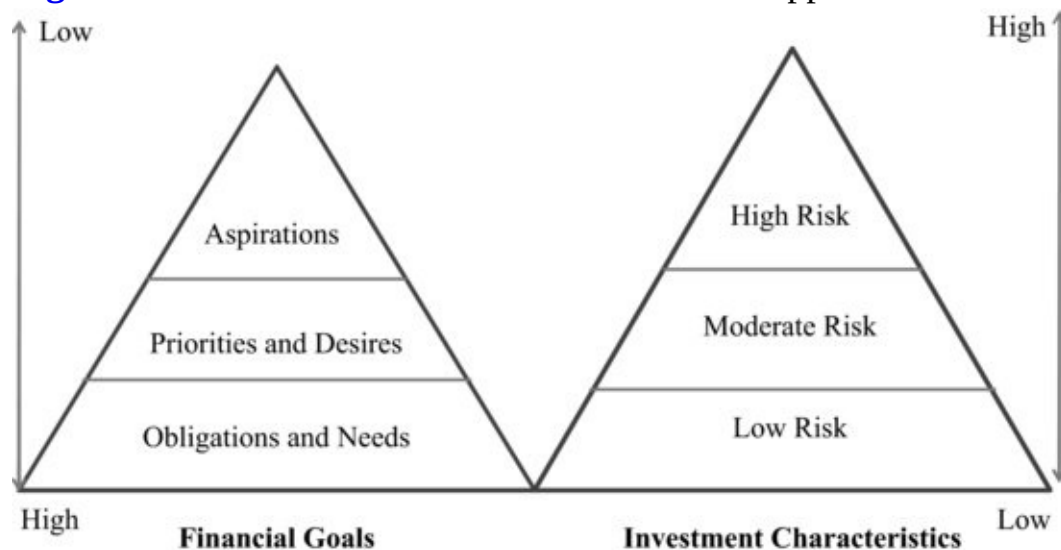 Low
High
Aspirations
High Risk
Priorities and Desires
Moderate Risk
Obligations and Needs
Low Risk
High
Low
Financial Goals
Investment Characteristics